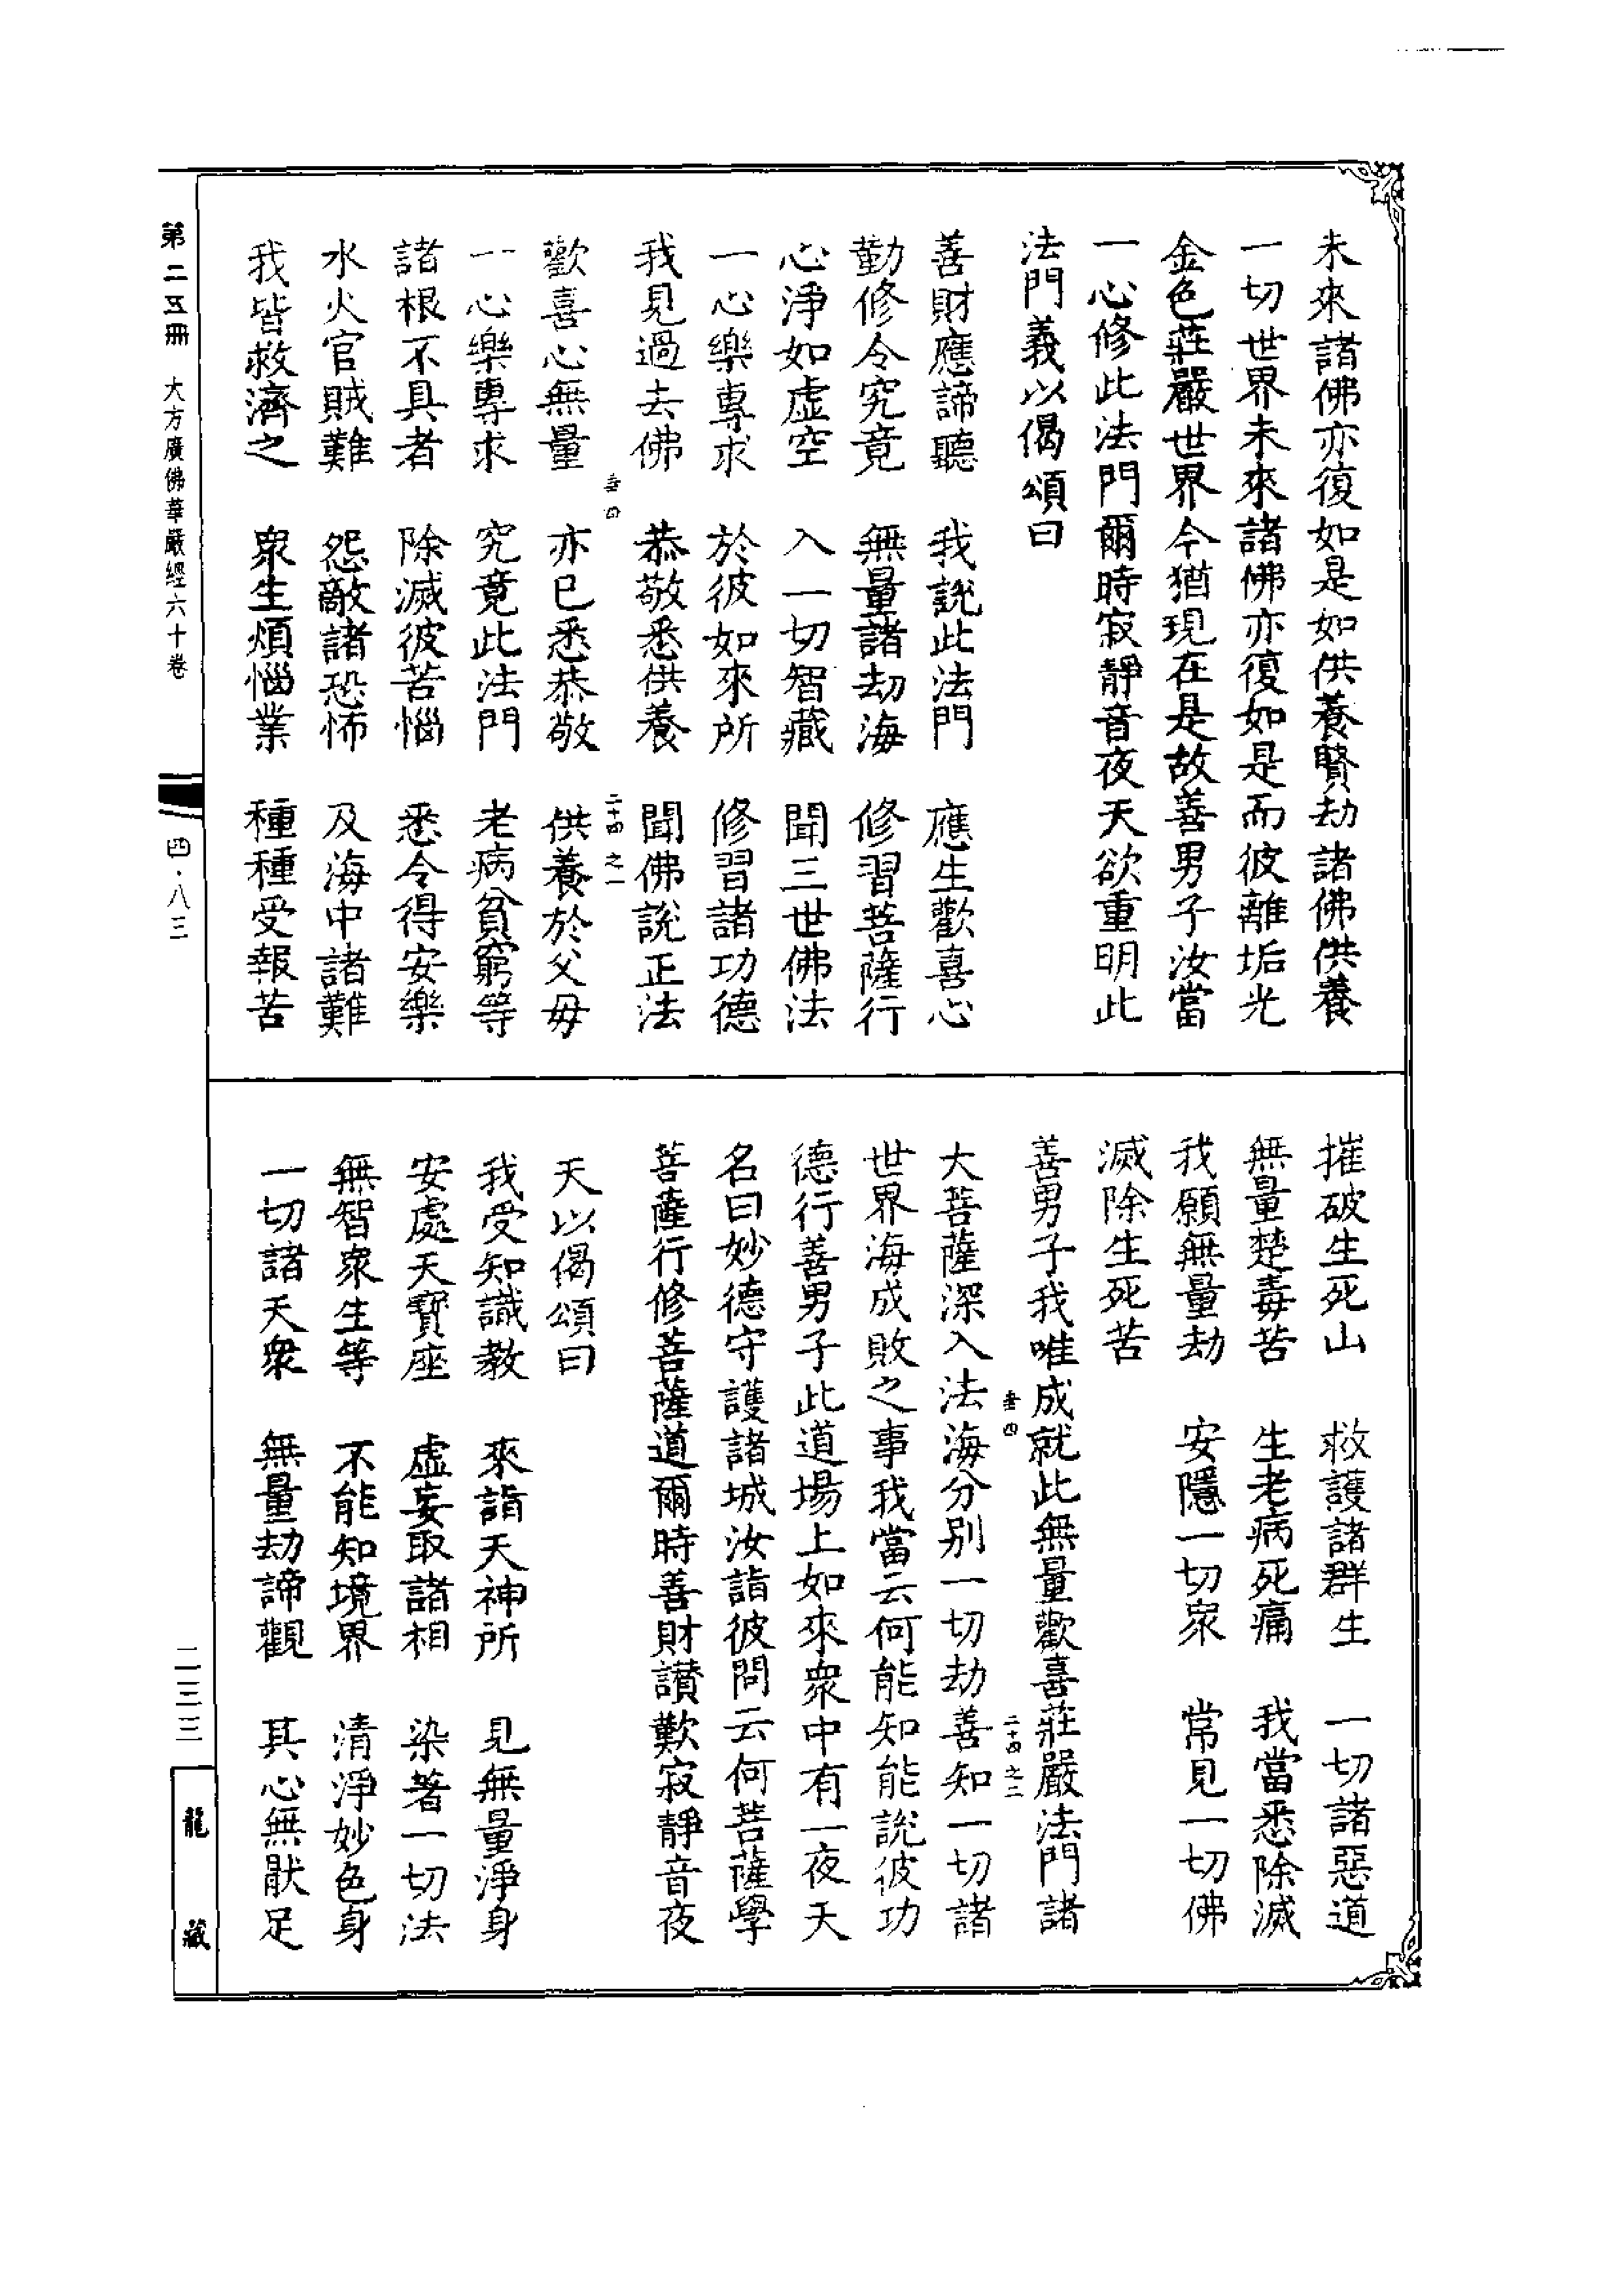 未來諸佛亦復如是如供養賢劫諸佛供養
一切世界未來諸佛亦復如是而彼離垢光
金色莊嚴世界今猶現在是故善男子汝當
一心修此法門爾時寂靜音夜天欲重明此
法門義以偈頌曰
善財應諦聽　我說此法門　應生歡喜心
勤修令究竟　無量諸劫海　修習菩薩行
心淨如虛空　入一切智藏　聞三世佛法
一心樂專求　於彼如來所　修習諸功德
我見過去佛　恭敬悉供養　聞佛說正法
壹四　二十四之一
歡喜心無量　亦已悉恭敬　供養於父母
一心樂專求　究竟此法門　老病貧窮等
諸根不具者　除滅彼苦惱　悉令得安樂
水火官賊難　怨敵諸恐怖　及海中諸難
我皆救濟之　眾生煩惱業　種種受報苦
摧破生死山　救護諸群生　一切諸惡道
無量楚毒苦　生老病死痛　我當悉除滅
我願無量劫　安隱一切眾　常見一切佛
滅除生死苦
善男子我唯成就此無量歡喜莊嚴法門諸
壹四　二十四之二
大菩薩深入法海分別一切劫善知一切諸
世界海成敗之事我當云何能知能說彼功
德行善男子此道場上如來眾中有一夜天
名曰妙德守護諸城汝詣彼問云何菩薩學
菩薩行修菩薩道爾時善財讚歎寂靜音夜
天以偈頌曰
我受知識教　來詣天神所　見無量淨身
安處天寶座　虛妄取諸相　染著一切法
無智眾生等　不能知境界　清淨妙色身
一切諸天眾　無量劫諦觀　其心無猒足
第二五冊　大方廣佛華嚴經六十卷　四·八三
二三三
龍藏